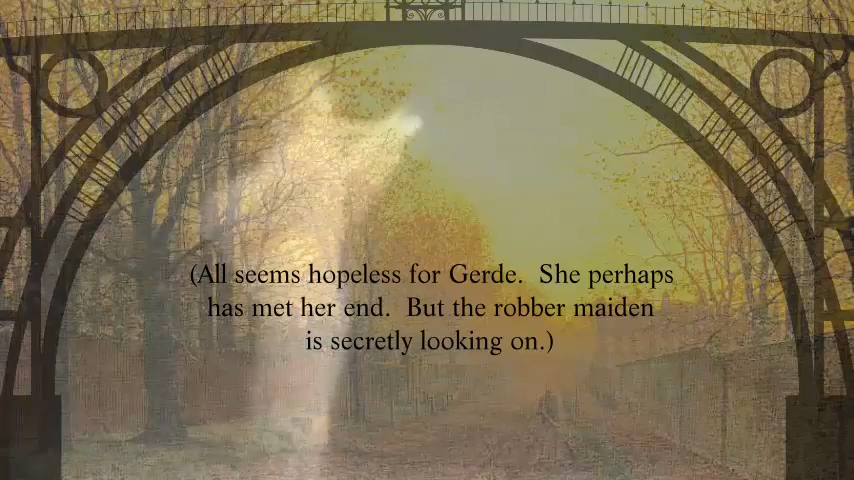 (All seems hopeless for Gerde.  She perhaps
has met her end.  But the robber maiden
is secretly looking on.)